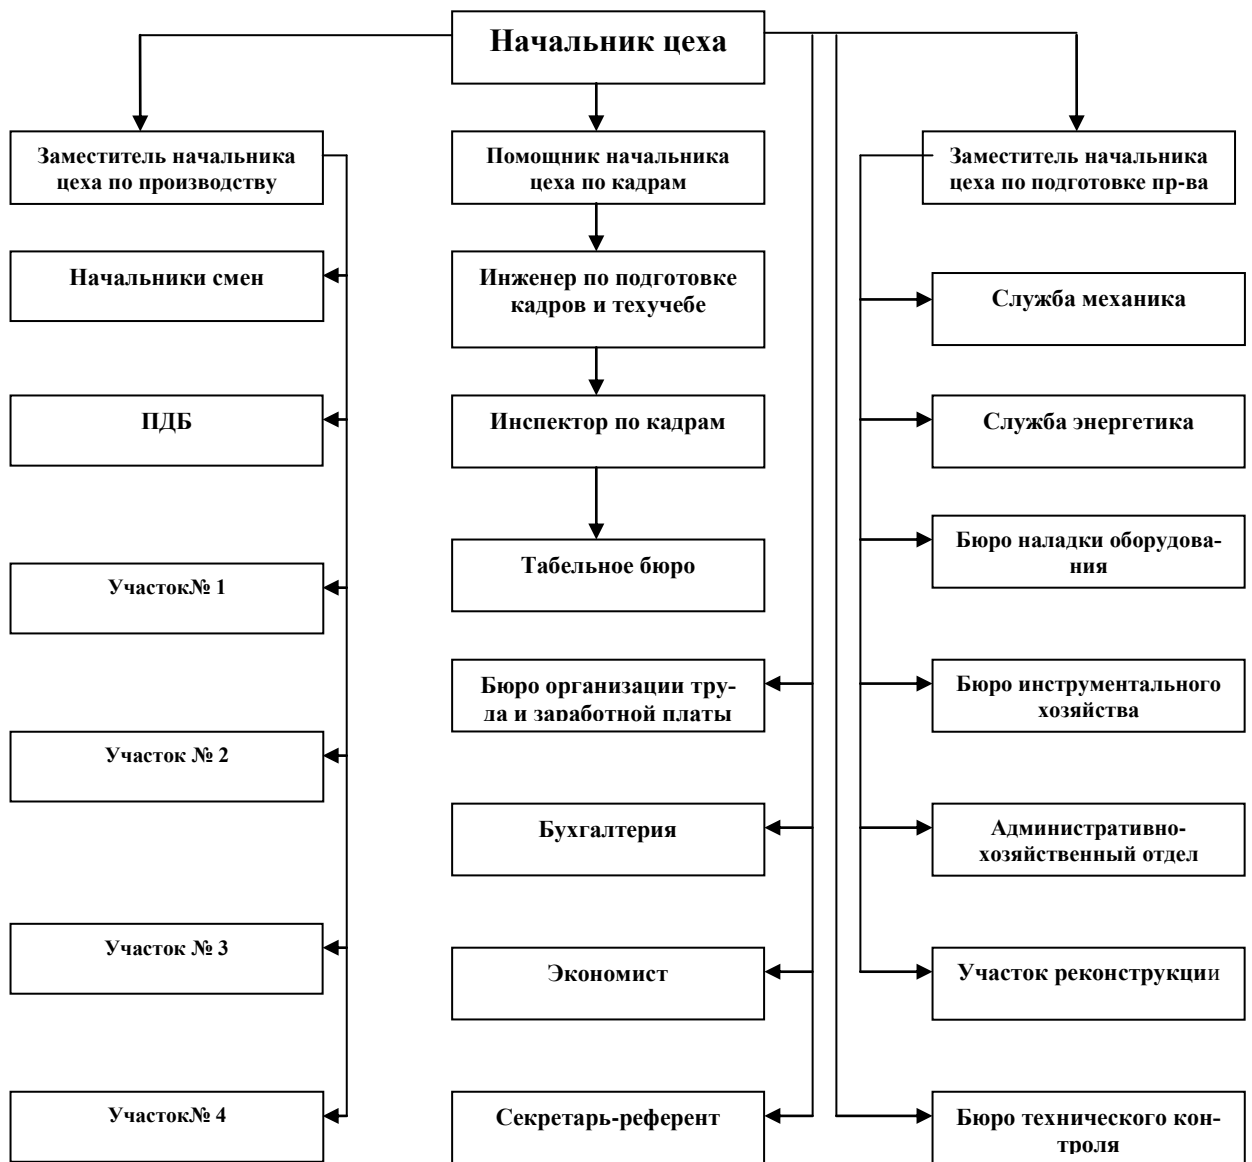 Начальник цеха
Заместитель начальника
цеха по производству
Помощник начальника
цеха по кадрам
Заместитель начальника
цеха по подготовке пр-ва
Начальники смен
Инженер по подготовке
кадров и техучебе
Служба механика
ПДБ
Инспектор по кадрам
Служба энергетика
Бюро наладки оборудова-
ния
Табельное бюро
Участок№ 1
Бюро организации тру-
да и заработной платы
Бюро инструментального
хозяйства
Участок № 2
Бухгалтерия
Административно-
хозяйственный отдел
Участок № 3
Экономист
Участок реконструкции
Участок№ 4
Секретарь-референт
Бюро технического кон-
троля